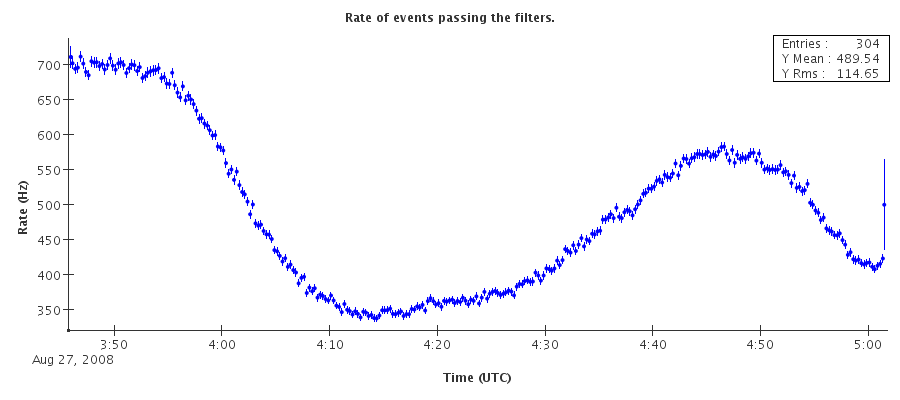 Rate of events passing the filters.
Entries : 304
Y Mean : 489.54
Y Rms : 114.65
700
650
600
550
500
450
400
350
Rate (Hz)
3:50 4:00 4:10 4:20 4:30 4:40 4:50 5:00
Aug 27, 2008
Time (UTC)